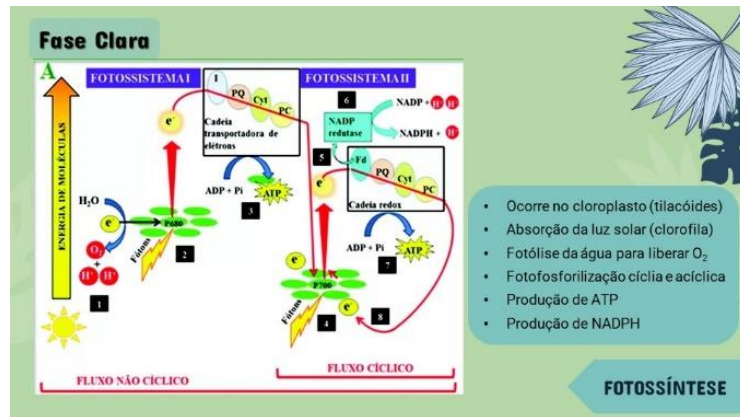 Fase Clara
A
FOTOSSISTEMA I
FOTOSSISTEMA II
ENERGIA DE MOLÉCULAS
I
PQ
Cyt
PC
Cadeia
transportadora de
elétrons
e-
ADP + Pi
ATP
3
H₂O
e-
P680
O₂
+
H⁺ H⁺
1
2
Fótons
6
NADP + H⁺ H⁺
NADP
redutase
NADPH + H⁺
5
Fd
PQ
Cyt
PC
e-
Cadeia redox
ADP + Pi
ATP
7
e-
P700
e-
Fótons
4
8
FLUXO CÍCLICO
FLUXO NÃO CÍCLICO
• Ocorre no cloroplasto (tilacóides)
• Absorção da luz solar (clorofila)
• Fotólise da água para liberar O₂
• Fotofosforilização cíclia e acíclica
• Produção de ATP
• Produção de NADPH
FOTOSSÍNTESE